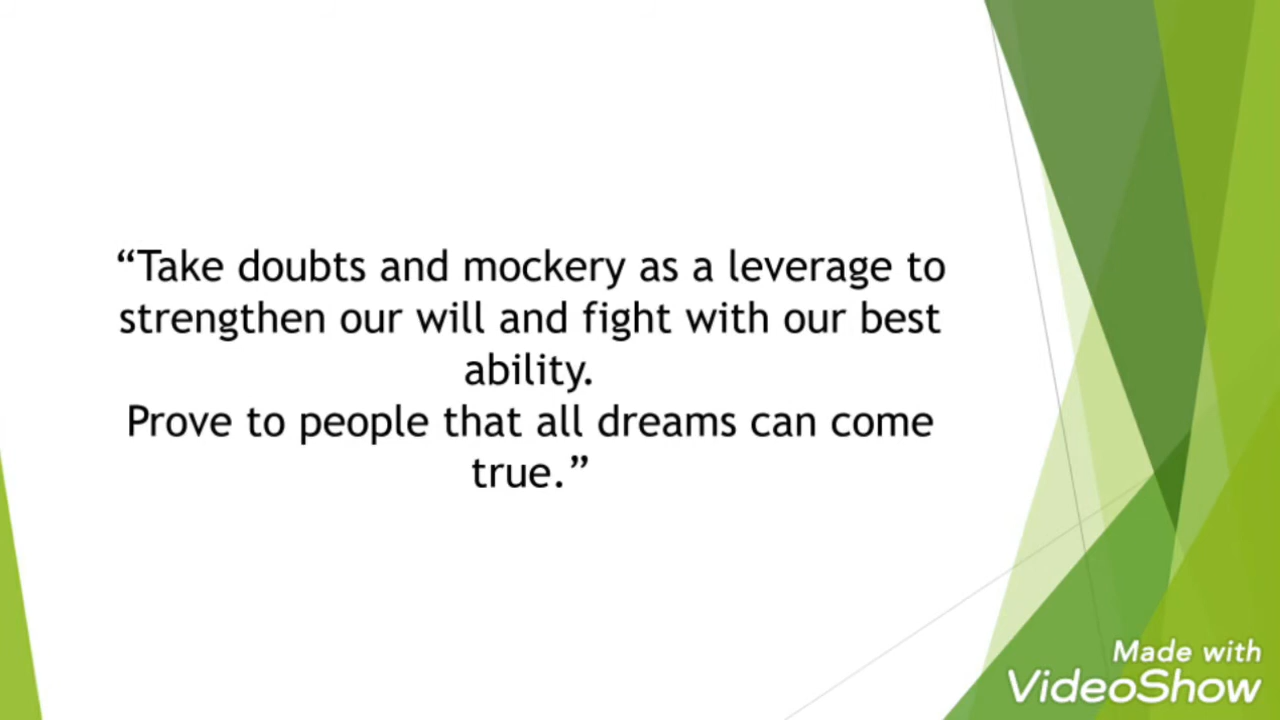 “Take doubts and mockery as a leverage to
strengthen our will and fight with our best
ability.
Prove to people that all dreams can come
true.”
Made with
VideoShow